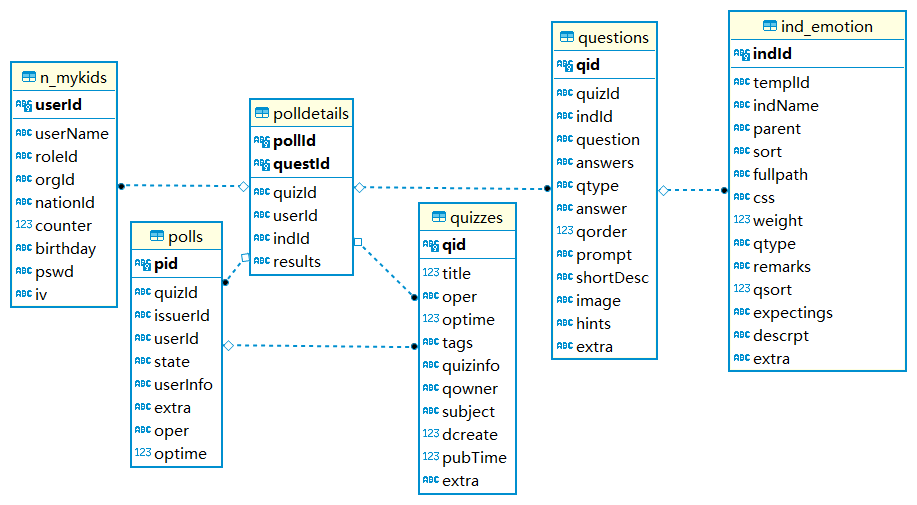 n_mykids
userId
userName
roleId
orgId
nationId
counter
birthday
pswd
iv
polls
pid
quizId
issuerId
userId
state
userInfo
extra
oper
optime
polldetails
pollId
questId
quizId
userId
indId
results
quizzes
qid
title
oper
optime
tags
quizinfo
qowner
subject
dcreate
pubTime
extra
questions
qid
quizId
indId
question
answers
qtype
answer
qorder
prompt
shortDesc
image
hints
extra
ind_emotion
indId
templId
indName
parent
sort
fullpath
css
weight
qtype
remarks
qsort
expectings
descrpt
extra